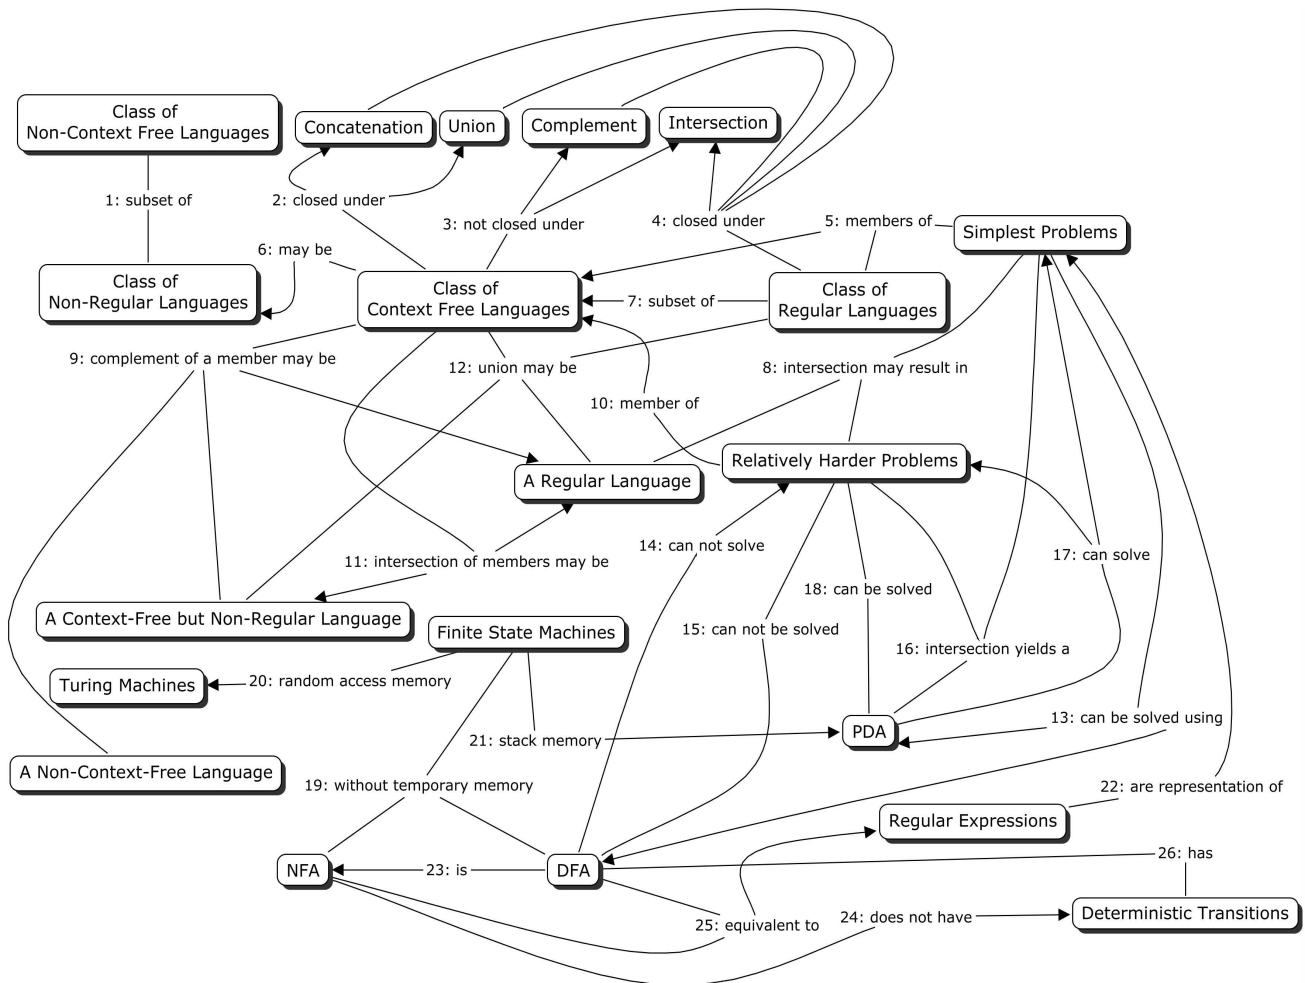 Class of
Non-Context Free Languages
Concatenation
Union
Complement
Intersection
1: subset of
2: closed under
3: not closed under
4: closed under
5: members of
Simplest Problems
6: may be
Class of
Non-Regular Languages
Class of
Context Free Languages
7: subset of
Class of
Regular Languages
9: complement of a member may be
12: union may be
8: intersection may result in
10: member of
A Regular Language
Relatively Harder Problems
11: intersection of members may be
14: can not solve
17: can solve
18: can be solved
A Context-Free but Non-Regular Language
Finite State Machines
15: can not be solved
16: intersection yields a
Turing Machines
20: random access memory
21: stack memory
PDA
13: can be solved using
A Non-Context-Free Language
19: without temporary memory
22: are representation of
Regular Expressions
NFA
23: is
DFA
26: has
25: equivalent to
24: does not have
Deterministic Transitions